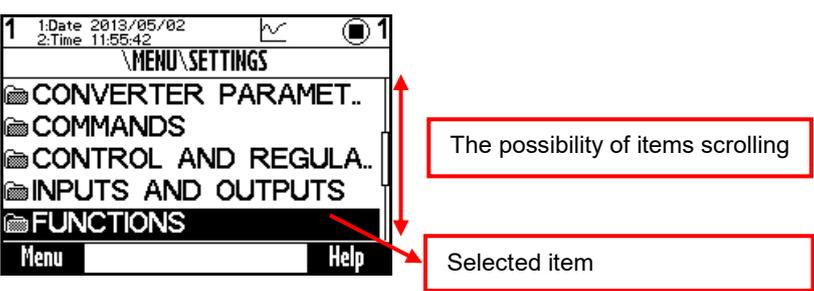 1 1:Date 2013/05/02 1
2:Time 11:55:42
\MENU\SETTINGS
CONVERTER PARAMET..
COMMANDS
CONTROL AND REGULA..
INPUTS AND OUTPUTS
FUNCTIONS
Menu Help
The possibility of items scrolling
Selected item